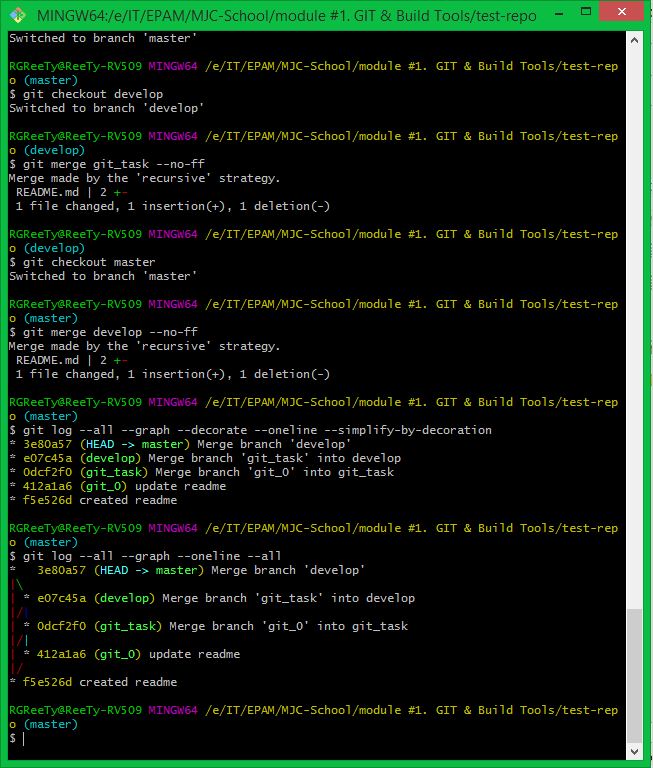 MINGW64:/e/IT/EPAM/MJC-School/module #1. GIT & Build Tools/test-repo
Switched to branch 'master'
RGReeTy@ReeTy-RV509 MINGW64 /e/IT/EPAM/MJC-School/module #1. GIT & Build Tools/test-rep
o (master)
$ git checkout develop
Switched to branch 'develop'
RGReeTy@ReeTy-RV509 MINGW64 /e/IT/EPAM/MJC-School/module #1. GIT & Build Tools/test-rep
o (develop)
$ git merge git_task --no-ff
Merge made by the 'recursive' strategy.
README.md | 2 +-
1 file changed, 1 insertion(+), 1 deletion(-)
RGReeTy@ReeTy-RV509 MINGW64 /e/IT/EPAM/MJC-School/module #1. GIT & Build Tools/test-rep
o (develop)
$ git checkout master
Switched to branch 'master'
RGReeTy@ReeTy-RV509 MINGW64 /e/IT/EPAM/MJC-School/module #1. GIT & Build Tools/test-rep
o (master)
$ git merge develop --no-ff
Merge made by the 'recursive' strategy.
README.md | 2 +-
1 file changed, 1 insertion(+), 1 deletion(-)
RGReeTy@ReeTy-RV509 MINGW64 /e/IT/EPAM/MJC-School/module #1. GIT & Build Tools/test-rep
o (master)
$ git log --all --graph --decorate --oneline --simplify-by-decoration
* 3e80a57 (HEAD -> master) Merge branch 'develop'
* e07c45a (develop) Merge branch 'git_task' into develop
* 0dcf2f0 (git_task) Merge branch 'git_0' into git_task
* 412a1a6 (git_0) update readme
* f5e526d created readme
RGReeTy@ReeTy-RV509 MINGW64 /e/IT/EPAM/MJC-School/module #1. GIT & Build Tools/test-rep
o (master)
$ git log --all --graph --oneline --all
*   3e80a57 (HEAD -> master) Merge branch 'develop'
|\
| * e07c45a (develop) Merge branch 'git_task' into develop
|/|
| * 0dcf2f0 (git_task) Merge branch 'git_0' into git_task
|/|
| * 412a1a6 (git_0) update readme
|/
* f5e526d created readme
RGReeTy@ReeTy-RV509 MINGW64 /e/IT/EPAM/MJC-School/module #1. GIT & Build Tools/test-rep
o (master)
$